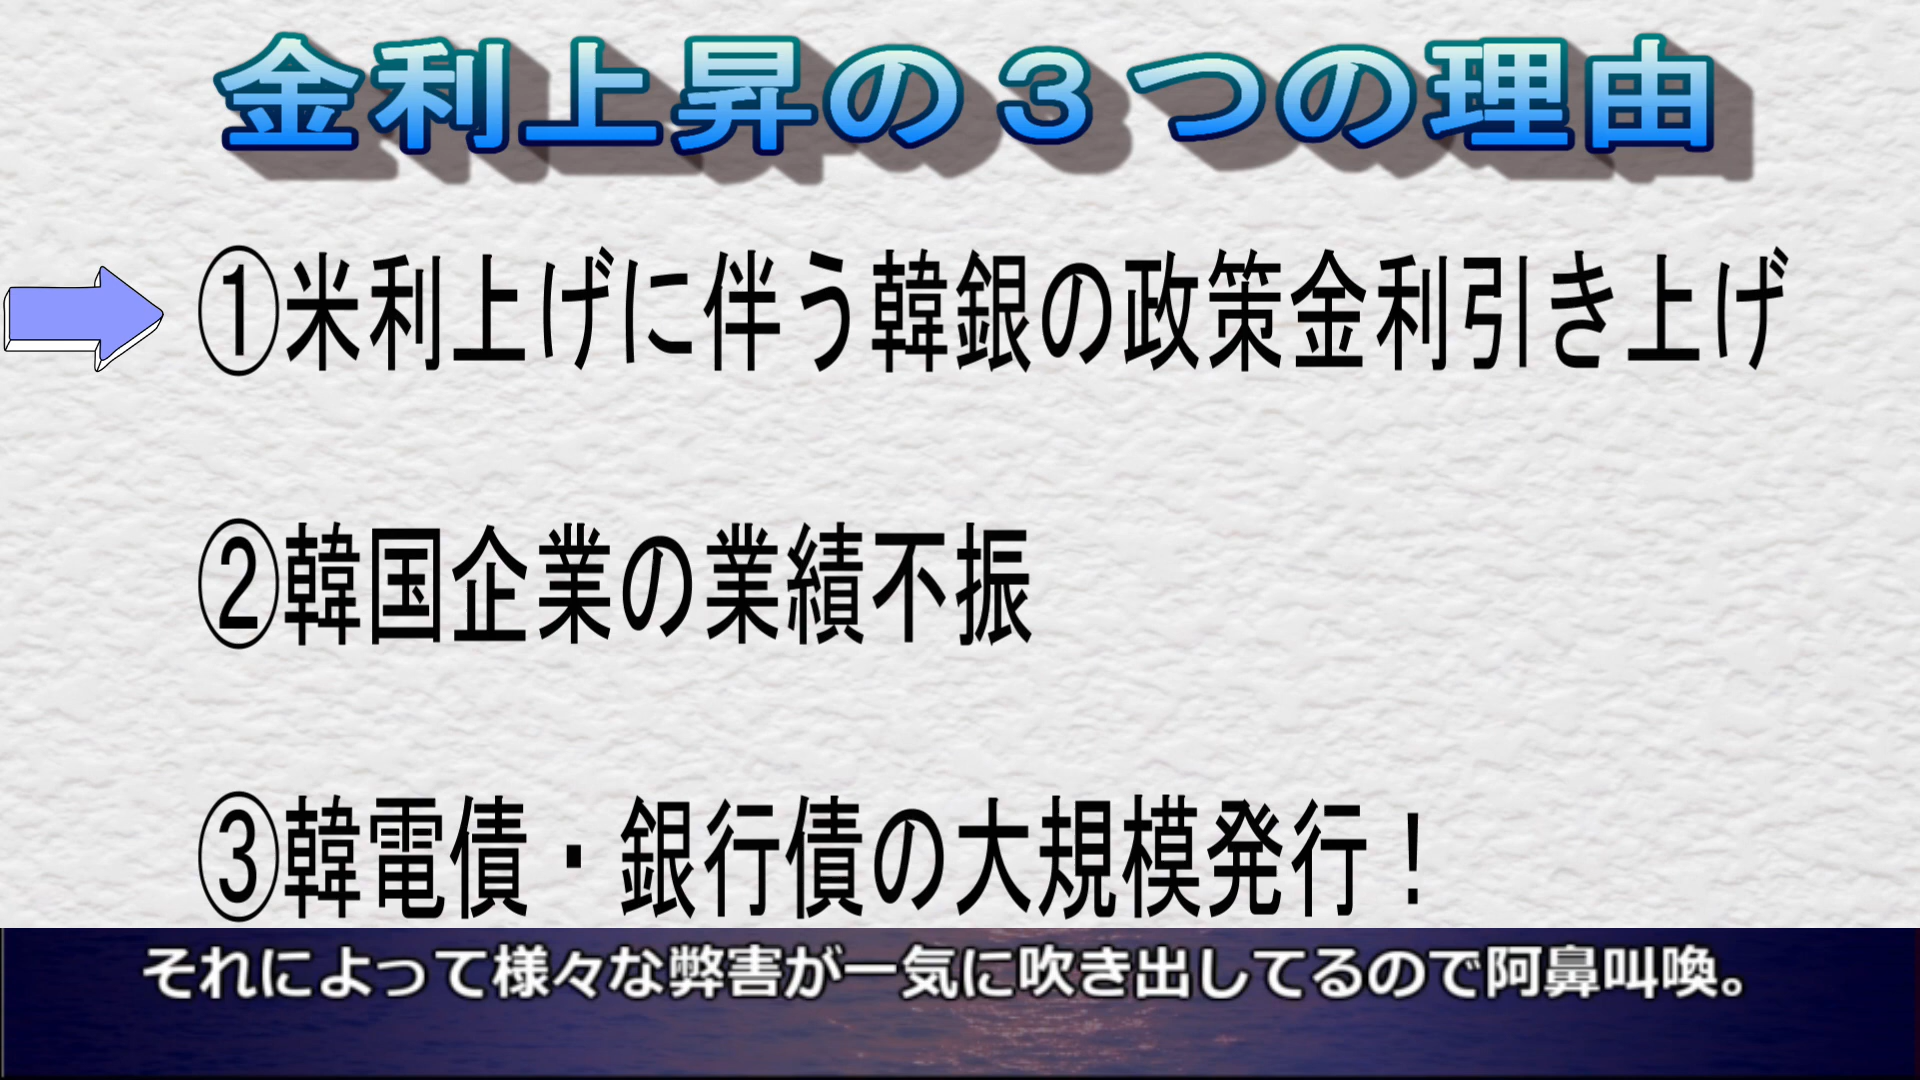 金利上昇の３つの理由
①米利上げに伴う韓銀の政策金利引き上げ
②韓国企業の業績不振
③韓電債・銀行債の大規模発行！
それによって様々な弊害が一気に吹き出してるので阿鼻叫喚。